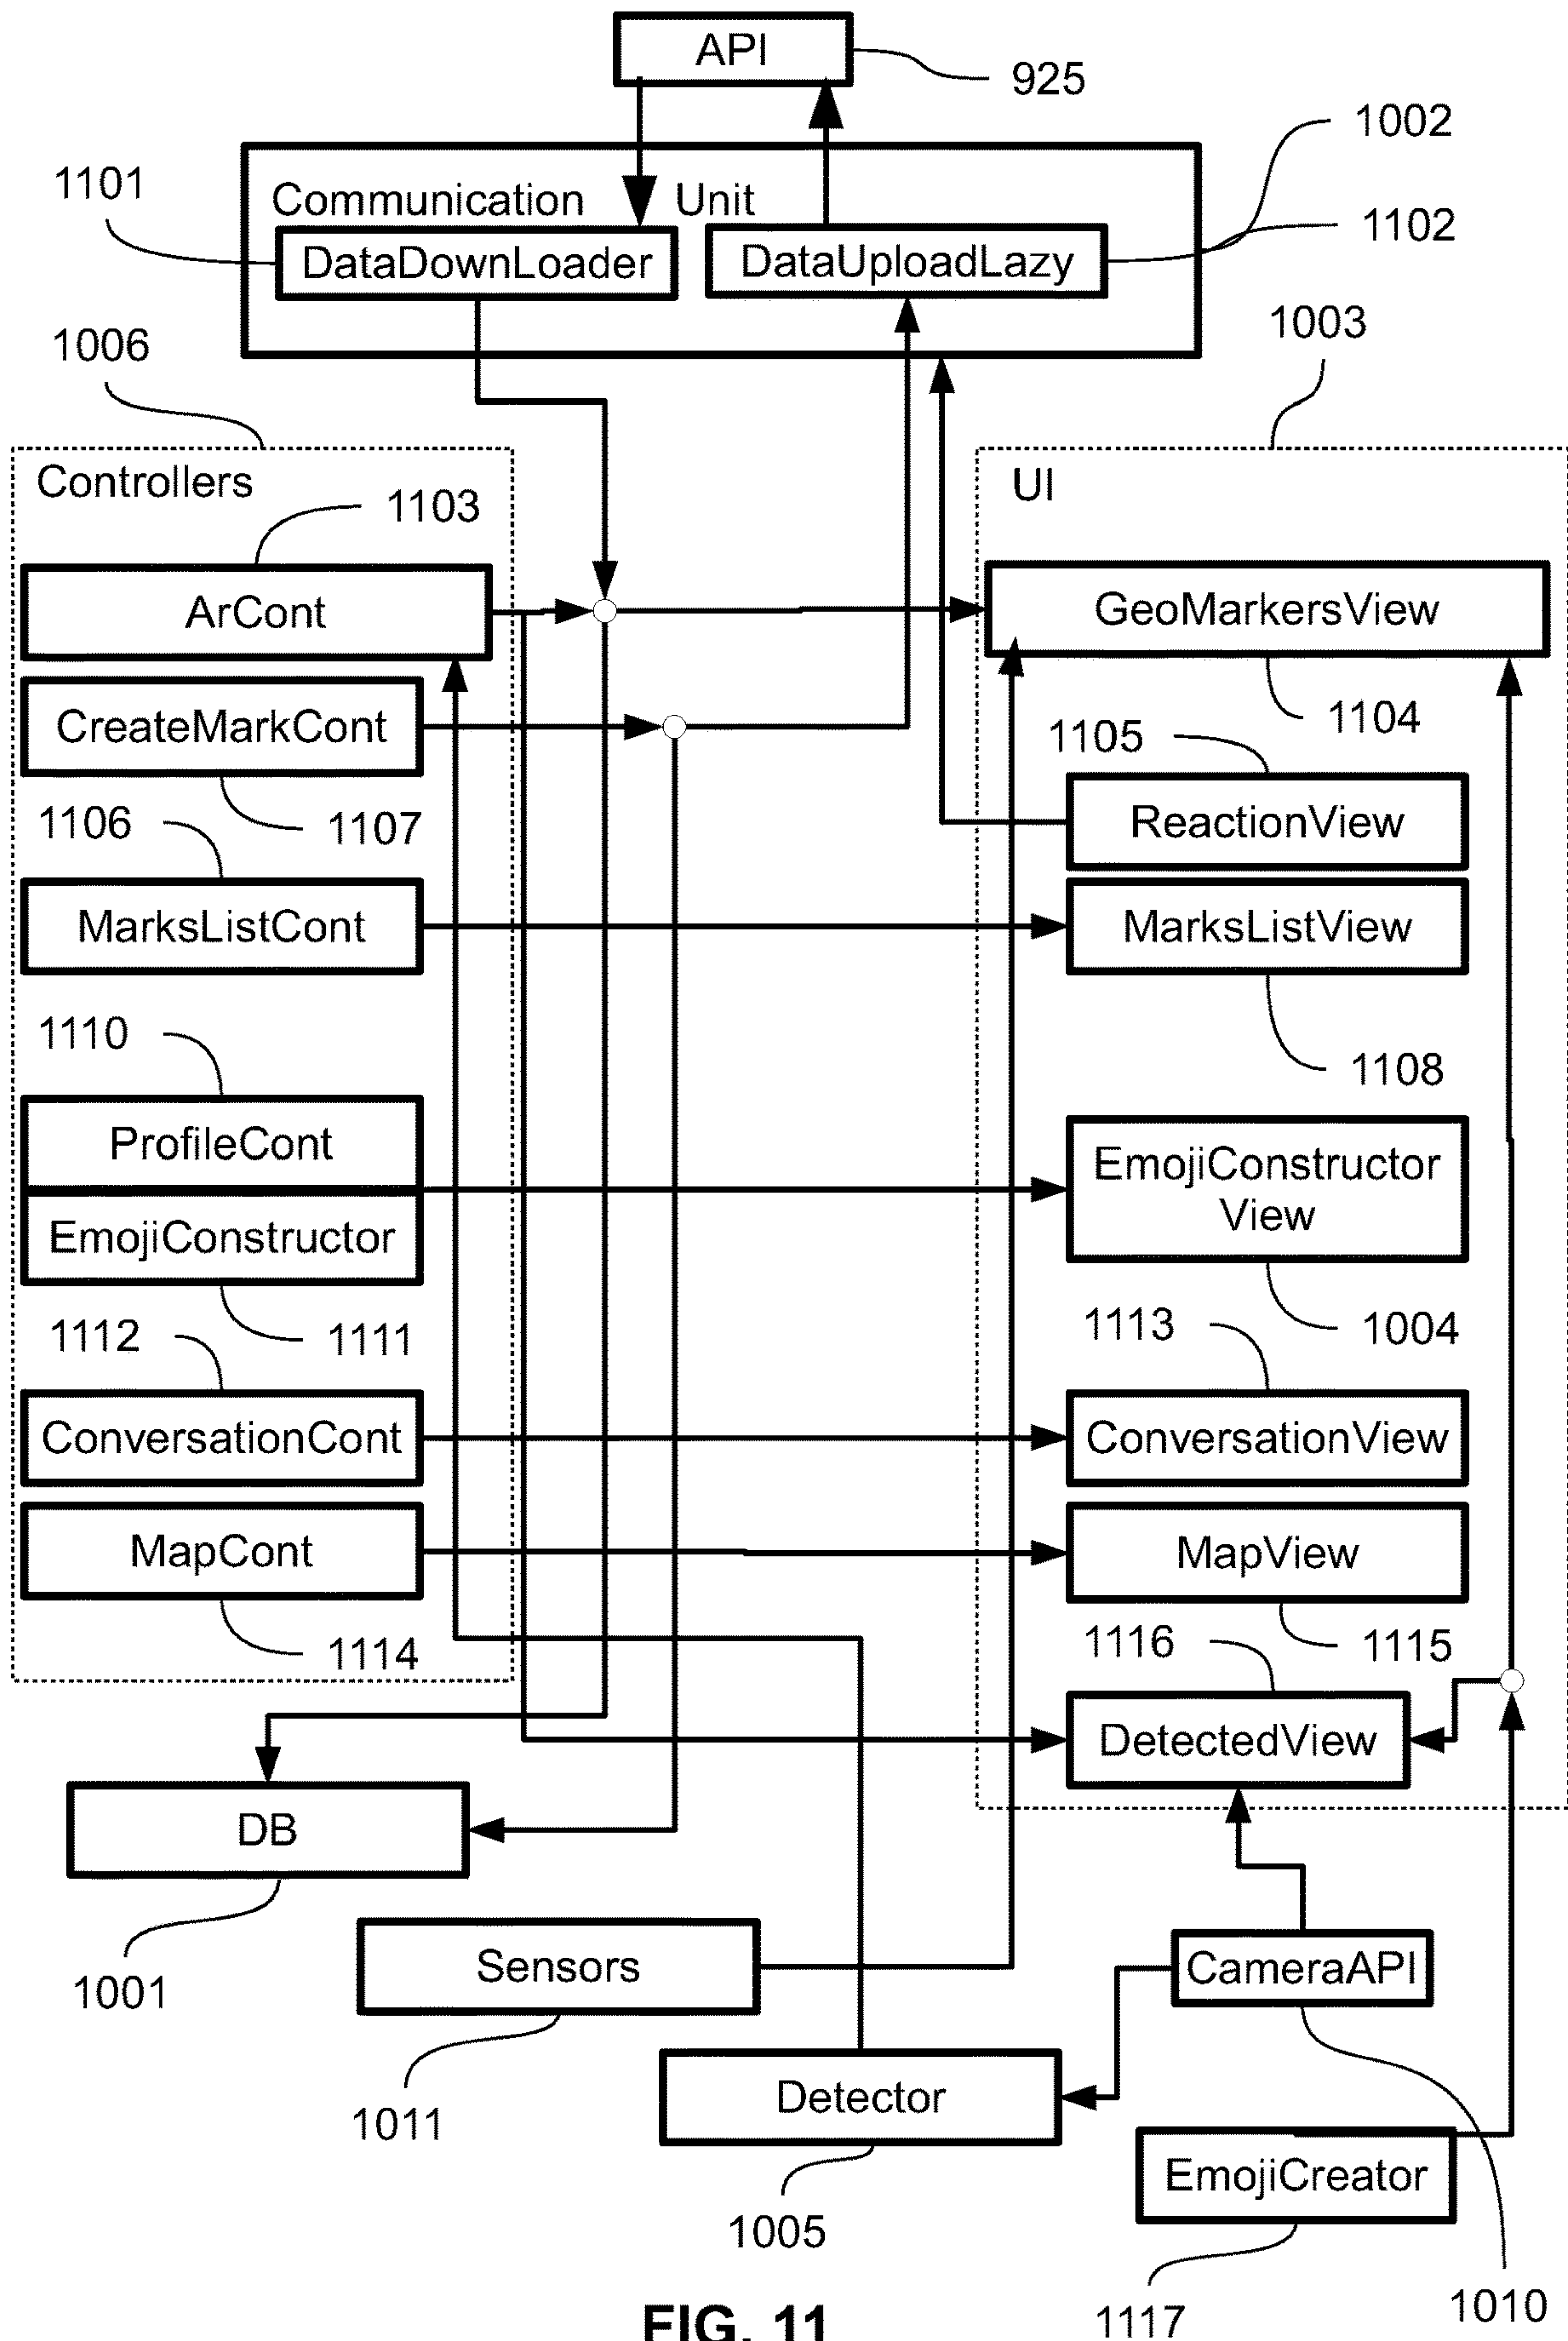 API
925
1002
1101
Communication Unit
1102
DataDownLoader
DataUploadLazy
1003
1006
Controllers
UI
1103
ArCont
GeoMarkersView
CreateMarkCont
1104
1105
1106
1107
ReactionView
MarksListCont
MarksListView
1110
1108
ProfileCont
EmojiConstructor
View
EmojiConstructor
1112
1111
1113
1004
ConversationCont
ConversationView
MapCont
MapView
1114
1116
1115
DetectedView
DB
Sensors
CameraAPI
1001
Detector
1011
EmojiCreator
1005
1117
1010
FIG. 11